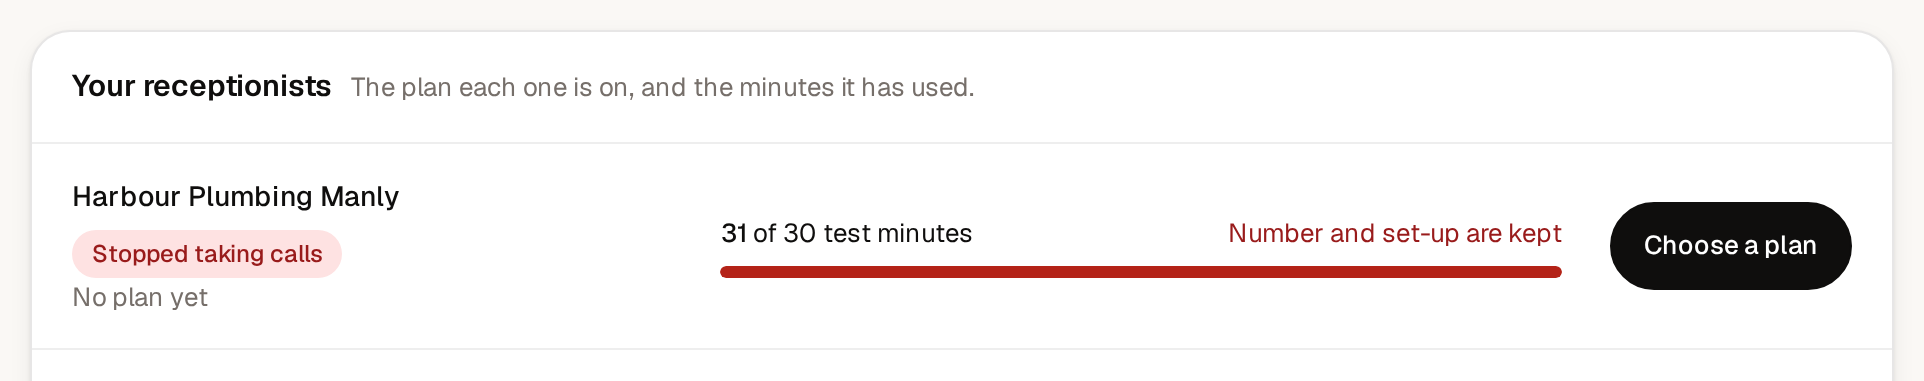 Your receptionists The plan each one is on, and the minutes it has used.
Harbour Plumbing Manly
Stopped taking calls
No plan yet
31 of 30 test minutes
Number and set-up are kept
Choose a plan